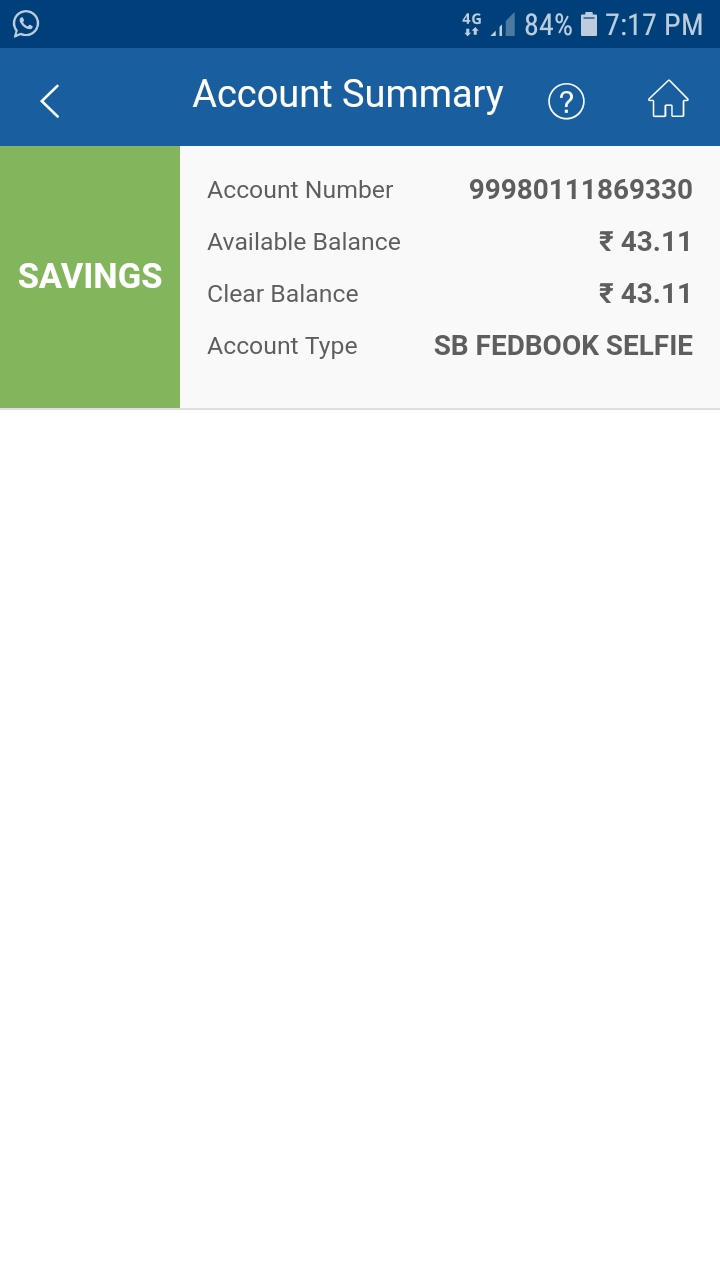 4G 84% 7:17 PM
Account Summary ?
SAVINGS
Account Number 99980111869330
Available Balance ₹ 43.11
Clear Balance ₹ 43.11
Account Type SB FEDBOOK SELFIE